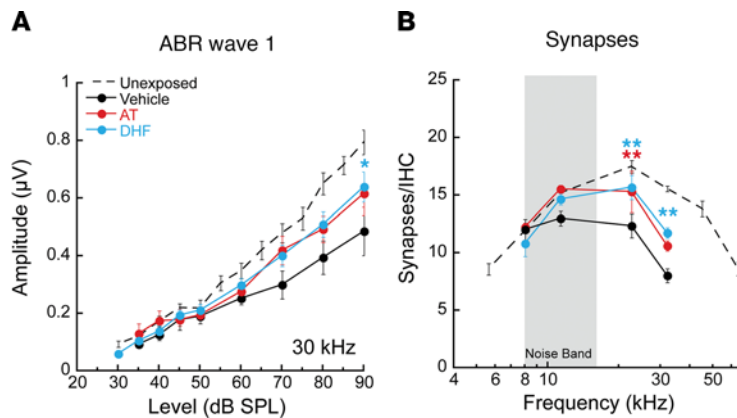 A
ABR wave 1
Unexposed
Vehicle
AT
DHF
Amplitude (µV)
1
0.8
0.6
0.4
0.2
0
*
30 kHz
20 30 40 50 60 70 80 90
Level (dB SPL)
B
Synapses
Synapses/IHC
25
20
15
10
5
0
**
**
**
Noise Band
4 6 8 10 20 30 50
Frequency (kHz)